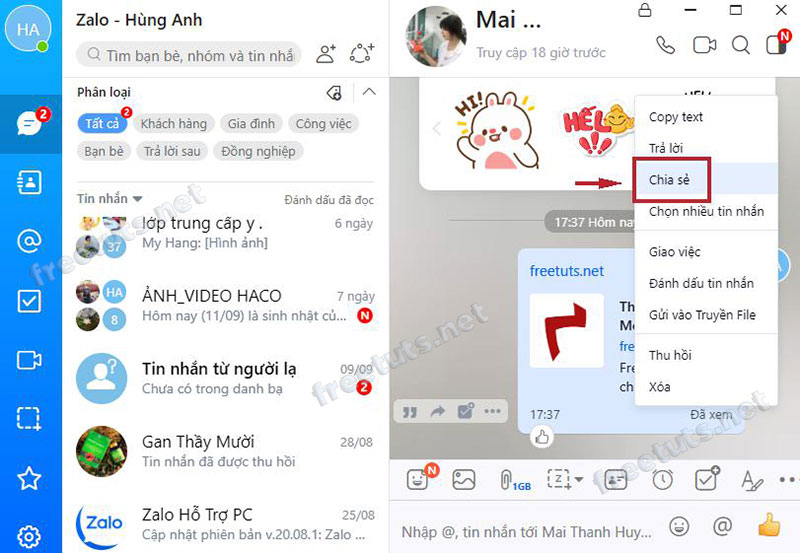 HA
Zalo - Hùng Anh
Tìm bạn bè, nhóm và tin nhắn
Phân loại
2
Tất cả
Khách hàng
Gia đình
Công việc
Bạn bè
Trả lời sau
Đồng nghiệp
Tin nhắn
Đánh dấu đã đọc
2
lớp trung cấp y .
6 ngày
My Hang: [Hình ảnh]
37
ẢNH_VIDEO HACO
7 ngày
Hôm nay (11/09) là sinh nhật củ...
N
HA
8
Tin nhắn từ người lạ
09/09
Chưa có trong danh bạ
2
Gan Thầy Mười
28/08
Tin nhắn đã được thu hồi
Zalo
Zalo Hỗ Trợ PC
25/08
Cập nhật phiên bản v.20.08.1: Zalo ...
Mai ...
Truy cập 18 giờ trước
N
HI!
HẾLÔ
Copy text
Trả lời
Chia sẻ
Chọn nhiều tin nhắn
Giao việc
Đánh dấu tin nhắn
Gửi vào Truyền File
Thu hồi
Xóa
17:37 Hôm nay
freetuts.net
Th
Mo
fre
Fre
ch
17:37
Đã xem
N
1GB
Nhập @, tin nhắn tới Mai Thanh Huy...
freetuts.net
freetuts.net
freetuts.net